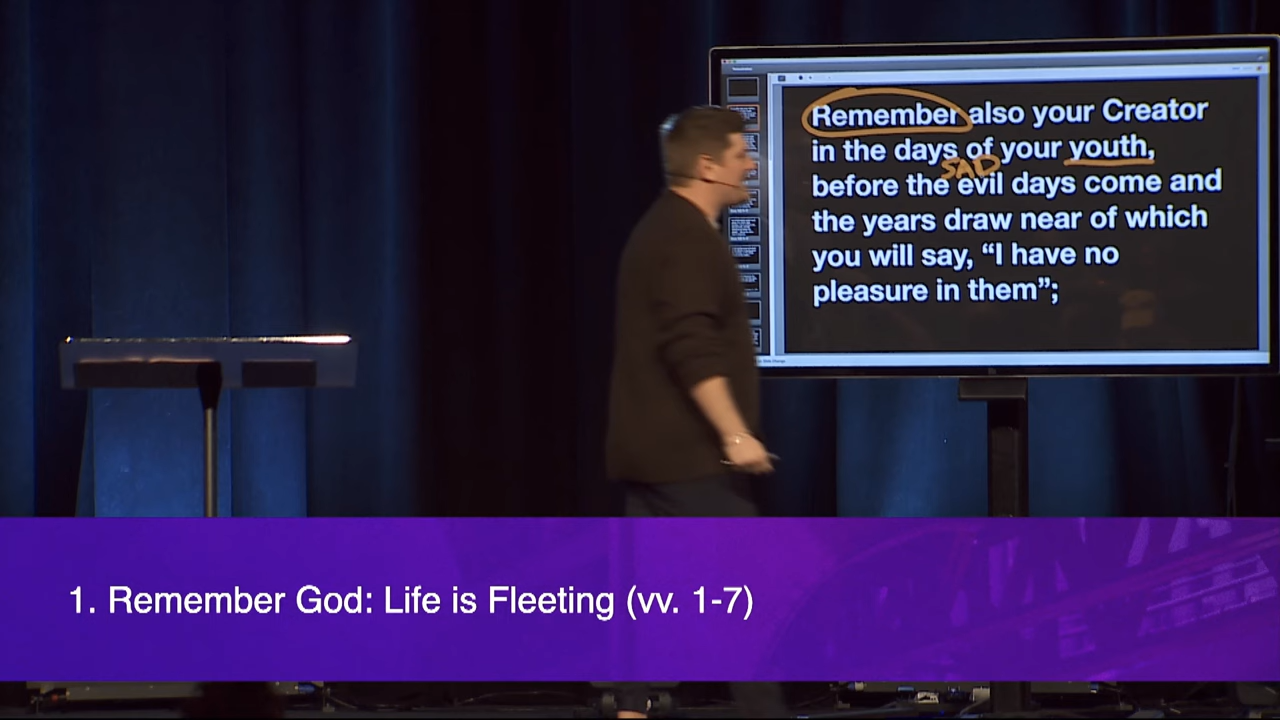 Remember also your Creator
in the days of your youth,
SAD
before the evil days come and
the years draw near of which
you will say, “I have no
pleasure in them”;
1. Remember God: Life is Fleeting (vv. 1-7)